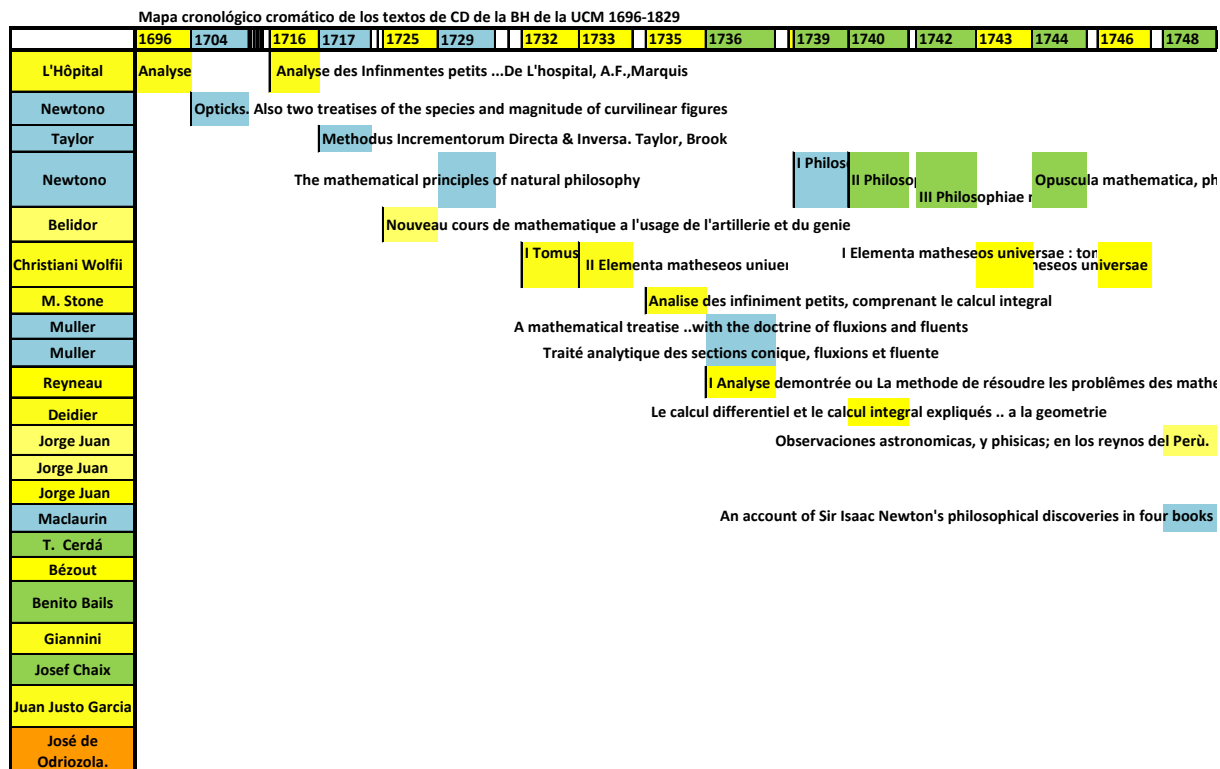 Mapa cronológico cromático de los textos de CD de la BH de la UCM 1696-1829
1696 1704 1716 1717 1725 1729 1732 1733 1735 1736 1739 1740 1742 1743 1744 1746 1748
L'Hôpital Analyse Analyse des Infinmentes petits ...De L'hospital, A.F.,Marquis
Newtono Opticks. Also two treatises of the species and magnitude of curvilinear figures
Taylor Methodus Incrementorum Directa & Inversa. Taylor, Brook
I Philos
Newtono The mathematical principles of natural philosophy II Philoso Opuscula mathematica, ph
III Philosophiae
Belidor Nouveau cours de mathematique a l'usage de l'artillerie et du genie
I Tomus I Elementa matheseos universae : tom
Christiani Wolfii II Elementa matheseos uniuer heseos universae
M. Stone Analise des infiniment petits, comprenant le calcul integral
Muller A mathematical treatise ..with the doctrine of fluxions and fluents
Muller Traité analytique des sections conique, fluxions et fluente
Reyneau I Analyse demontrée ou La methode de résoudre les problêmes des mathe
Deidier Le calcul differentiel et le calcul integral expliqués .. a la geometrie
Jorge Juan Observaciones astronomicas, y phisicas; en los reynos del Perù.
Jorge Juan
Jorge Juan
Maclaurin An account of Sir Isaac Newton's philosophical discoveries in four books
T. Cerdá
Bézout
Benito Bails
Giannini
Josef Chaix
Juan Justo Garcia
José de
Odriozola.